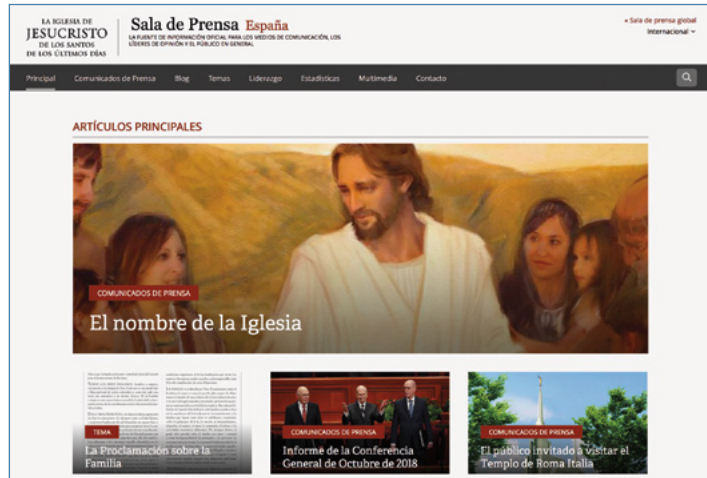 LA IGLESIA DE
JESUCRISTO
DE LOS SANTOS
DE LOS ÚLTIMOS DÍAS
Sala de Prensa España
LA FUENTE DE INFORMACIÓN OFICIAL PARA LOS MEDIOS DE COMUNICACIÓN, LOS
LÍDERES DE OPINIÓN Y EL PÚBLICO EN GENERAL
« Sala de prensa global
Internacional
Principal Comunicados de Prensa Blog Temas Liderazgo Estadísticas Multimedia Contacto
ARTÍCULOS PRINCIPALES
COMUNICADOS DE PRENSA
El nombre de la Iglesia
TEMA
La Proclamación sobre la
Familia
COMUNICADOS DE PRENSA
Informe de la Conferencia
General de Octubre de 2018
COMUNICADOS DE PRENSA
El público invitado a visitar el
Templo de Roma Italia